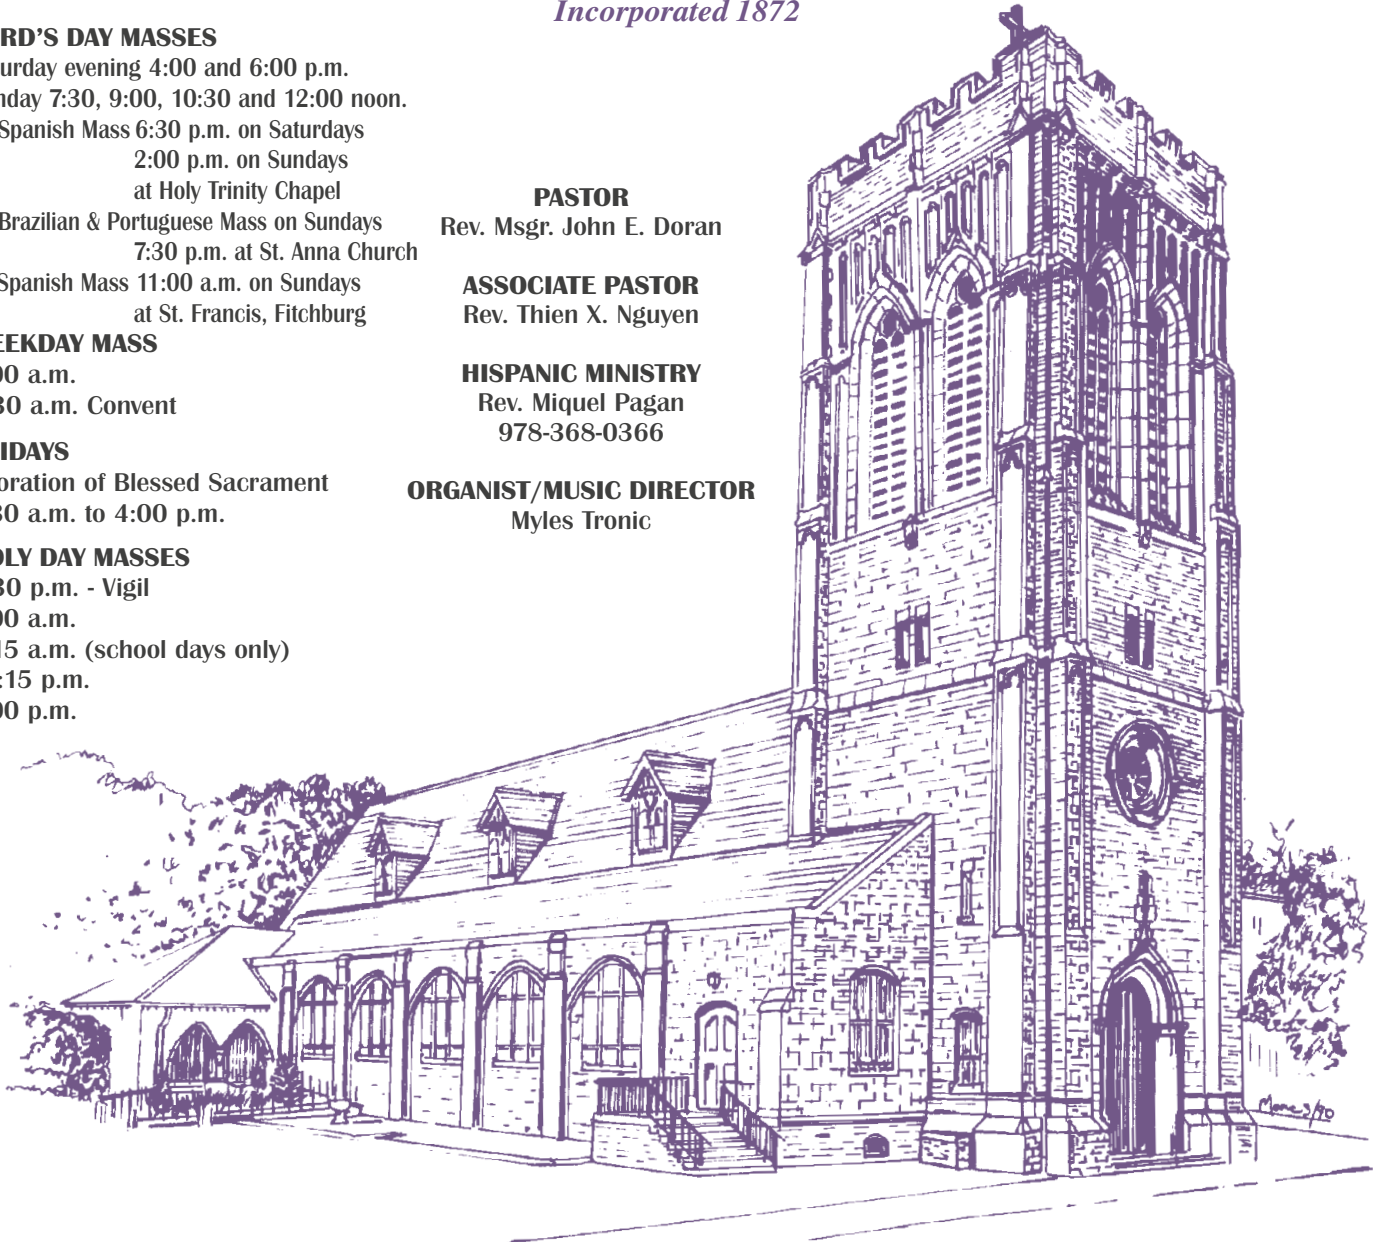 Incorporated 1872
RD'S DAY MASSES
urday evening 4:00 and 6:00 p.m.
nday 7:30, 9:00, 10:30 and 12:00 noon.
Spanish Mass 6:30 p.m. on Saturdays
2:00 p.m. on Sundays
at Holy Trinity Chapel
Brazilian & Portuguese Mass on Sundays
7:30 p.m. at St. Anna Church
Spanish Mass 11:00 a.m. on Sundays
at St. Francis, Fitchburg
EEKDAY MASS
00 a.m.
30 a.m. Convent
IDAYS
oration of Blessed Sacrament
30 a.m. to 4:00 p.m.
OLY DAY MASSES
30 p.m. - Vigil
00 a.m.
15 a.m. (school days only)
:15 p.m.
00 p.m.
PASTOR
Rev. Msgr. John E. Doran
ASSOCIATE PASTOR
Rev. Thien X. Nguyen
HISPANIC MINISTRY
Rev. Miquel Pagan
978-368-0366
ORGANIST/MUSIC DIRECTOR
Myles Tronic